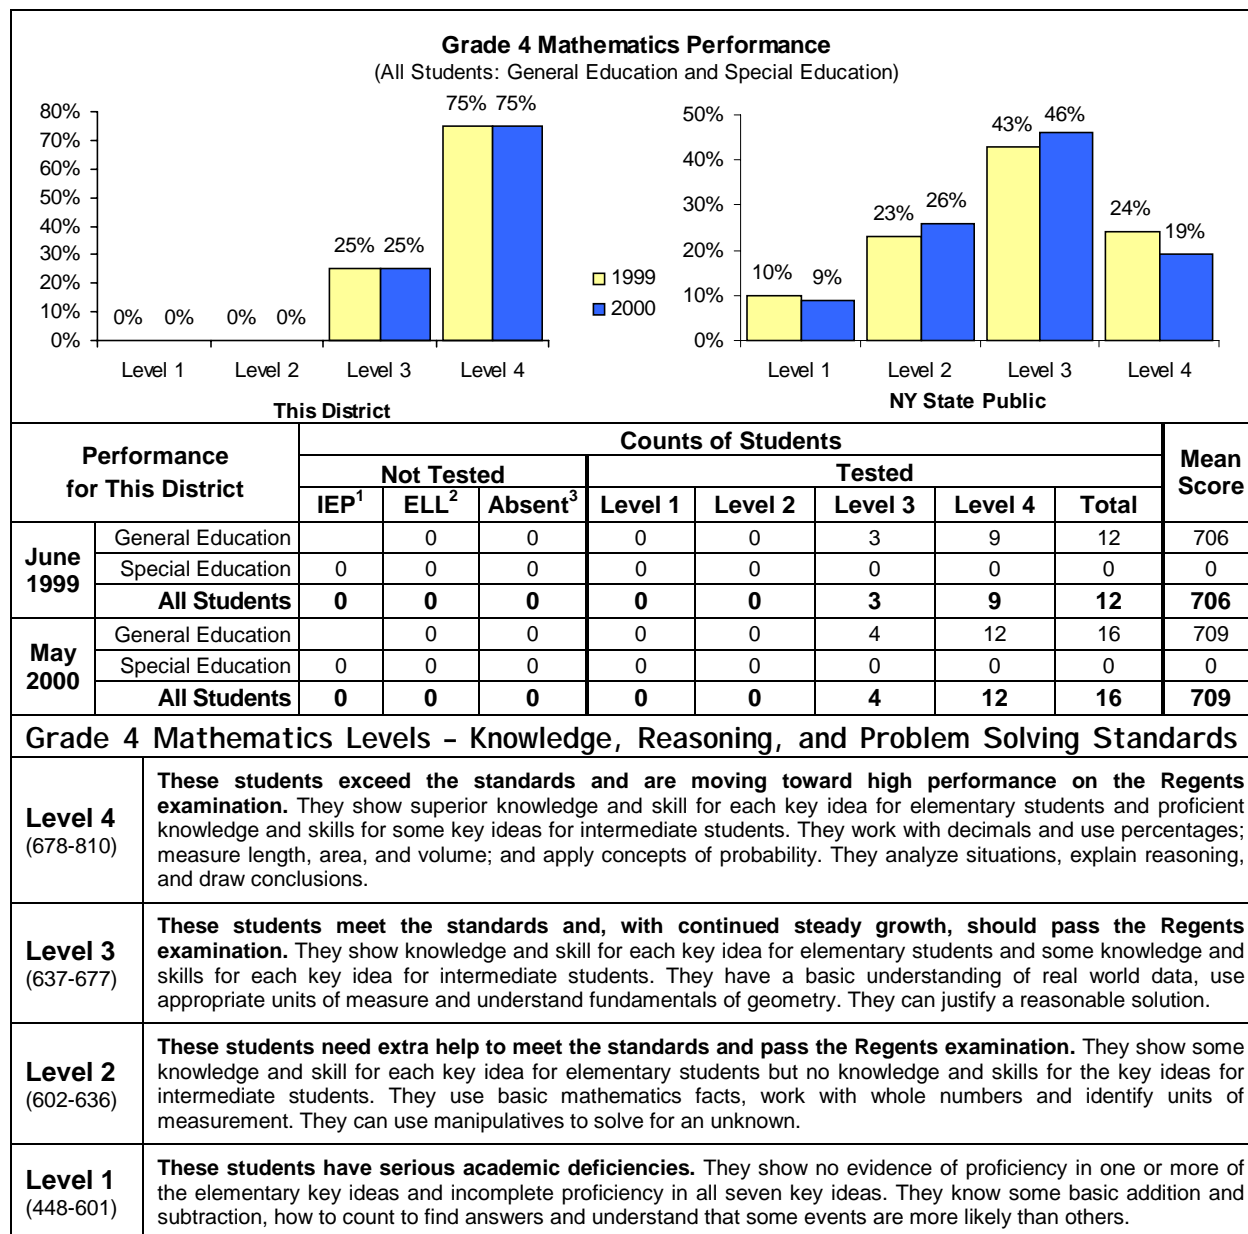 Grade 4 Mathematics Performance
(All Students: General Education and Special Education)
80%
70%
60%
50%
40%
30%
20%
10%
0%
0% 0% 0% 0% 25% 25% 75% 75%
Level 1 Level 2 Level 3 Level 4
This District
1999
2000
50%
40%
30%
20%
10%
0%
10% 9% 23% 26% 43% 46% 24% 19%
Level 1 Level 2 Level 3 Level 4
NY State Public
Performance
for This District
Counts of Students
Mean
Score
Not Tested Tested
IEP1 ELL2 Absent3 Level 1 Level 2 Level 3 Level 4 Total
June
1999
General Education 0 0 0 0 3 9 12 706
Special Education 0 0 0 0 0 0 0 0 0
All Students 0 0 0 0 0 3 9 12 706
May
2000
General Education 0 0 0 0 4 12 16 709
Special Education 0 0 0 0 0 0 0 0 0
All Students 0 0 0 0 0 4 12 16 709
Grade 4 Mathematics Levels – Knowledge, Reasoning, and Problem Solving Standards
Level 4
(678-810)
These students exceed the standards and are moving toward high performance on the Regents
examination. They show superior knowledge and skill for each key idea for elementary students and proficient
knowledge and skills for some key ideas for intermediate students. They work with decimals and use percentages;
measure length, area, and volume; and apply concepts of probability. They analyze situations, explain reasoning,
and draw conclusions.
Level 3
(637-677)
These students meet the standards and, with continued steady growth, should pass the Regents
examination. They show knowledge and skill for each key idea for elementary students and some knowledge and
skills for each key idea for intermediate students. They have a basic understanding of real world data, use
appropriate units of measure and understand fundamentals of geometry. They can justify a reasonable solution.
Level 2
(602-636)
These students need extra help to meet the standards and pass the Regents examination. They show some
knowledge and skill for each key idea for elementary students but no knowledge and skills for the key ideas for
intermediate students. They use basic mathematics facts, work with whole numbers and identify units of
measurement. They can use manipulatives to solve for an unknown.
Level 1
(448-601)
These students have serious academic deficiencies. They show no evidence of proficiency in one or more of
the elementary key ideas and incomplete proficiency in all seven key ideas. They know some basic addition and
subtraction, how to count to find answers and understand that some events are more likely than others.